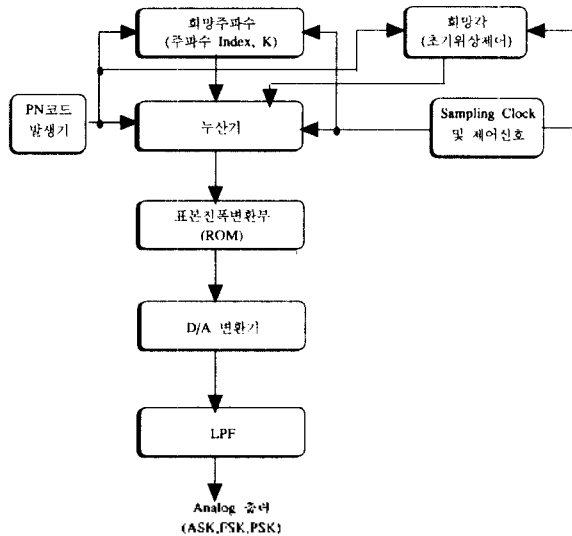 희망주파수
(주파수 Index, K)
희망각
(초기위상제어)
PN코드
발생기
누산기
Sampling Clock
및 제어신호
표본진폭변환부
(ROM)
D/A 변환기
LPF
Analog 출력
(ASK,FSK,PSK)